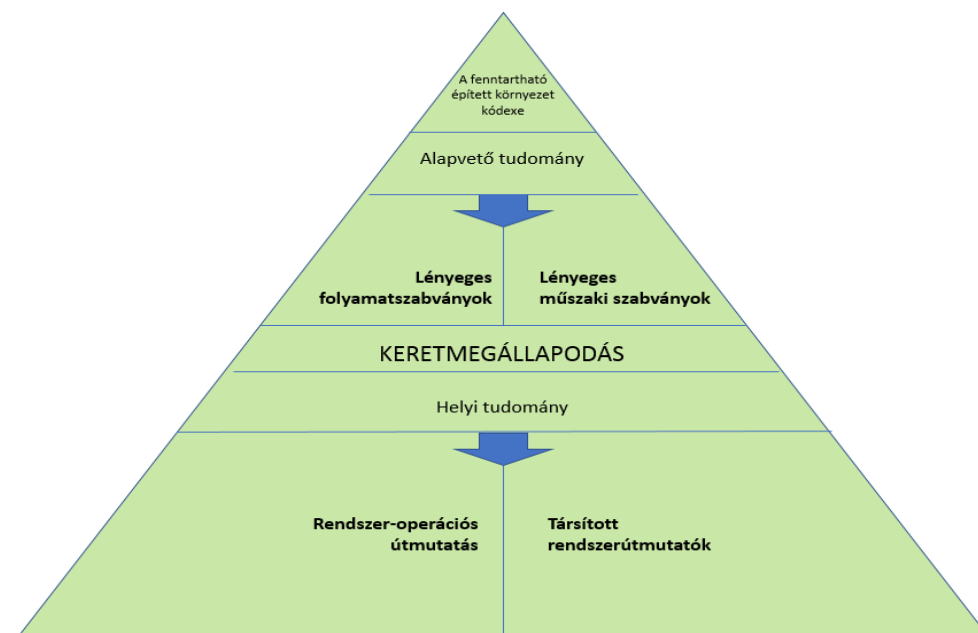 A fenntartható
épített környezet
kódexe
Alapvető tudomány
Lényeges
folyamatszabványok
Lényeges
műszaki szabványok
KERETMEGÁLLAPODÁS
Helyi tudomány
Rendszer-operációs
útmutatás
Társított
rendszerútmutatók